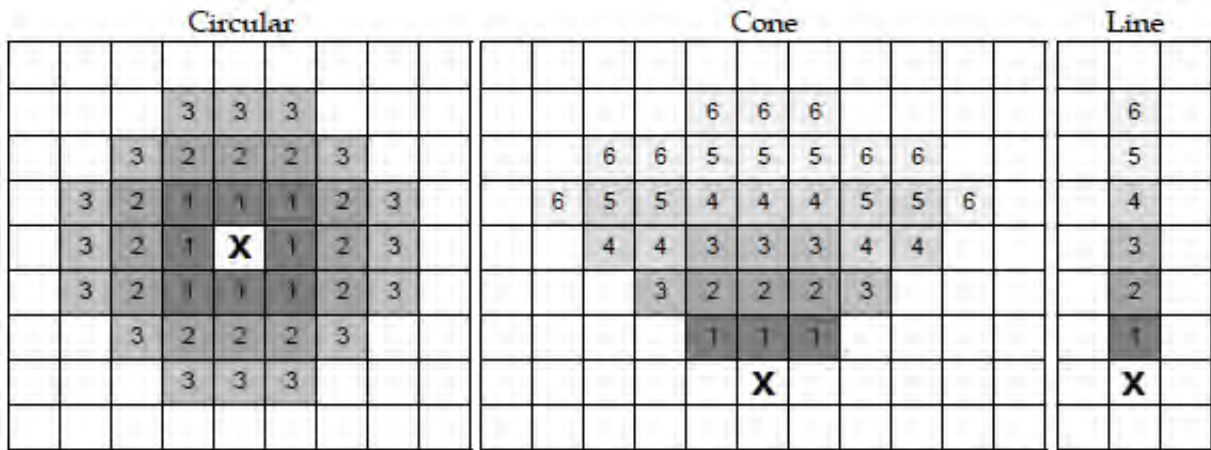 Circular Cone Line
3 3 3 6 6 6 6
3 2 2 2 3 6 6 5 5 5 6 6 5
3 2 1 1 1 2 3 6 5 5 4 4 4 5 5 6 4
3 2 1 X 1 2 3 4 4 3 3 3 4 4 3
3 2 1 1 1 2 3 3 2 2 2 3 2
3 2 2 2 3 1 1 1 1
3 3 3 X X